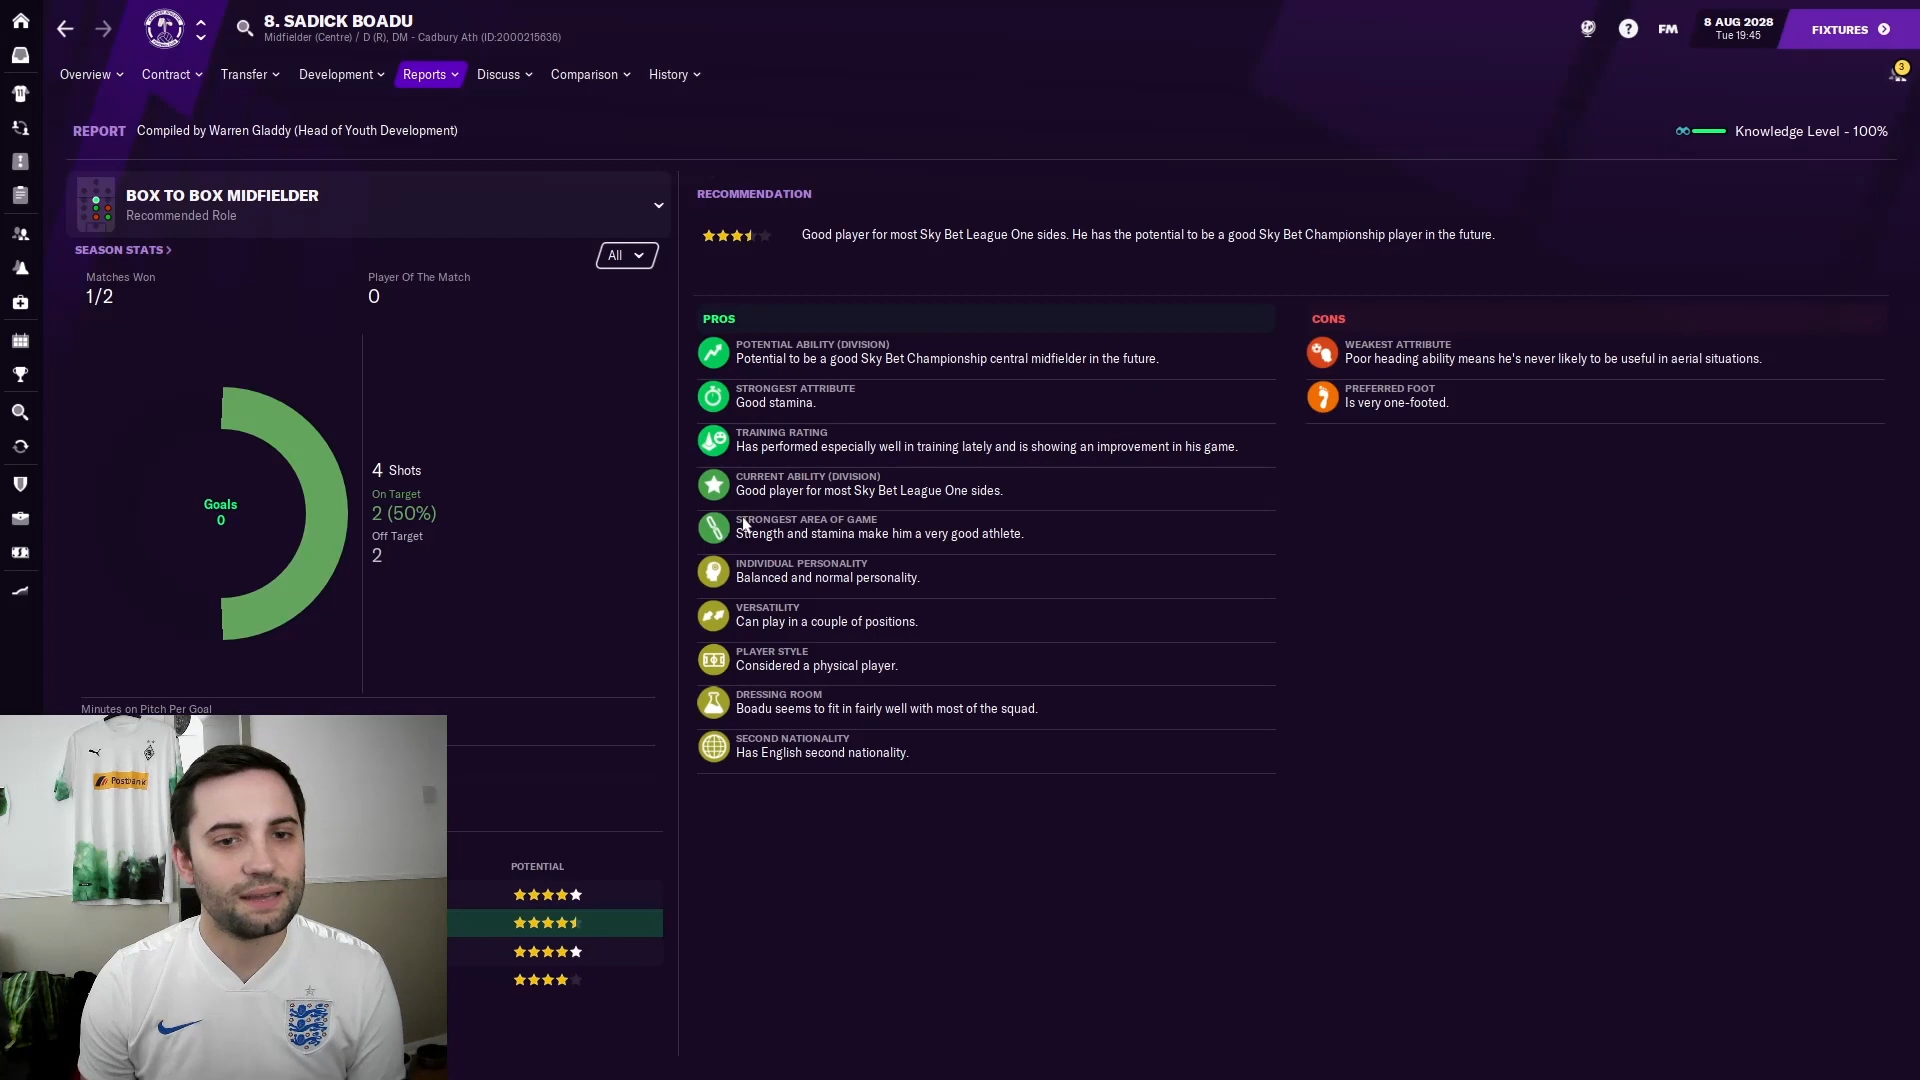 8. SADICK BOADU
Midfielder (Centre) / D (R), DM - Cadbury Ath (ID:2000215636)
FM
8 AUG 2028
Tue 19:45
FIXTURES
Overview
Contract
Transfer
Development
Reports
Discuss
Comparison
History
3
REPORT Compiled by Warren Gladdy (Head of Youth Development)
Knowledge Level - 100%
BOX TO BOX MIDFIELDER
Recommended Role
SEASON STATS
All
Matches Won
1/2
Player Of The Match
0
Goals
0
4 Shots
On Target
2 (50%)
Off Target
2
Minutes on Pitch Per Goal
POTENTIAL
RECOMMENDATION
Good player for most Sky Bet League One sides. He has the potential to be a good Sky Bet Championship player in the future.
PROS
POTENTIAL ABILITY (DIVISION)
Potential to be a good Sky Bet Championship central midfielder in the future.
STRONGEST ATTRIBUTE
Good stamina.
TRAINING RATING
Has performed especially well in training lately and is showing an improvement in his game.
CURRENT ABILITY (DIVISION)
Good player for most Sky Bet League One sides.
STRONGEST AREA OF GAME
Strength and stamina make him a very good athlete.
INDIVIDUAL PERSONALITY
Balanced and normal personality.
VERSATILITY
Can play in a couple of positions.
PLAYER STYLE
Considered a physical player.
DRESSING ROOM
Boadu seems to fit in fairly well with most of the squad.
SECOND NATIONALITY
Has English second nationality.
CONS
WEAKEST ATTRIBUTE
Poor heading ability means he's never likely to be useful in aerial situations.
PREFERRED FOOT
Is very one-footed.
Postbank